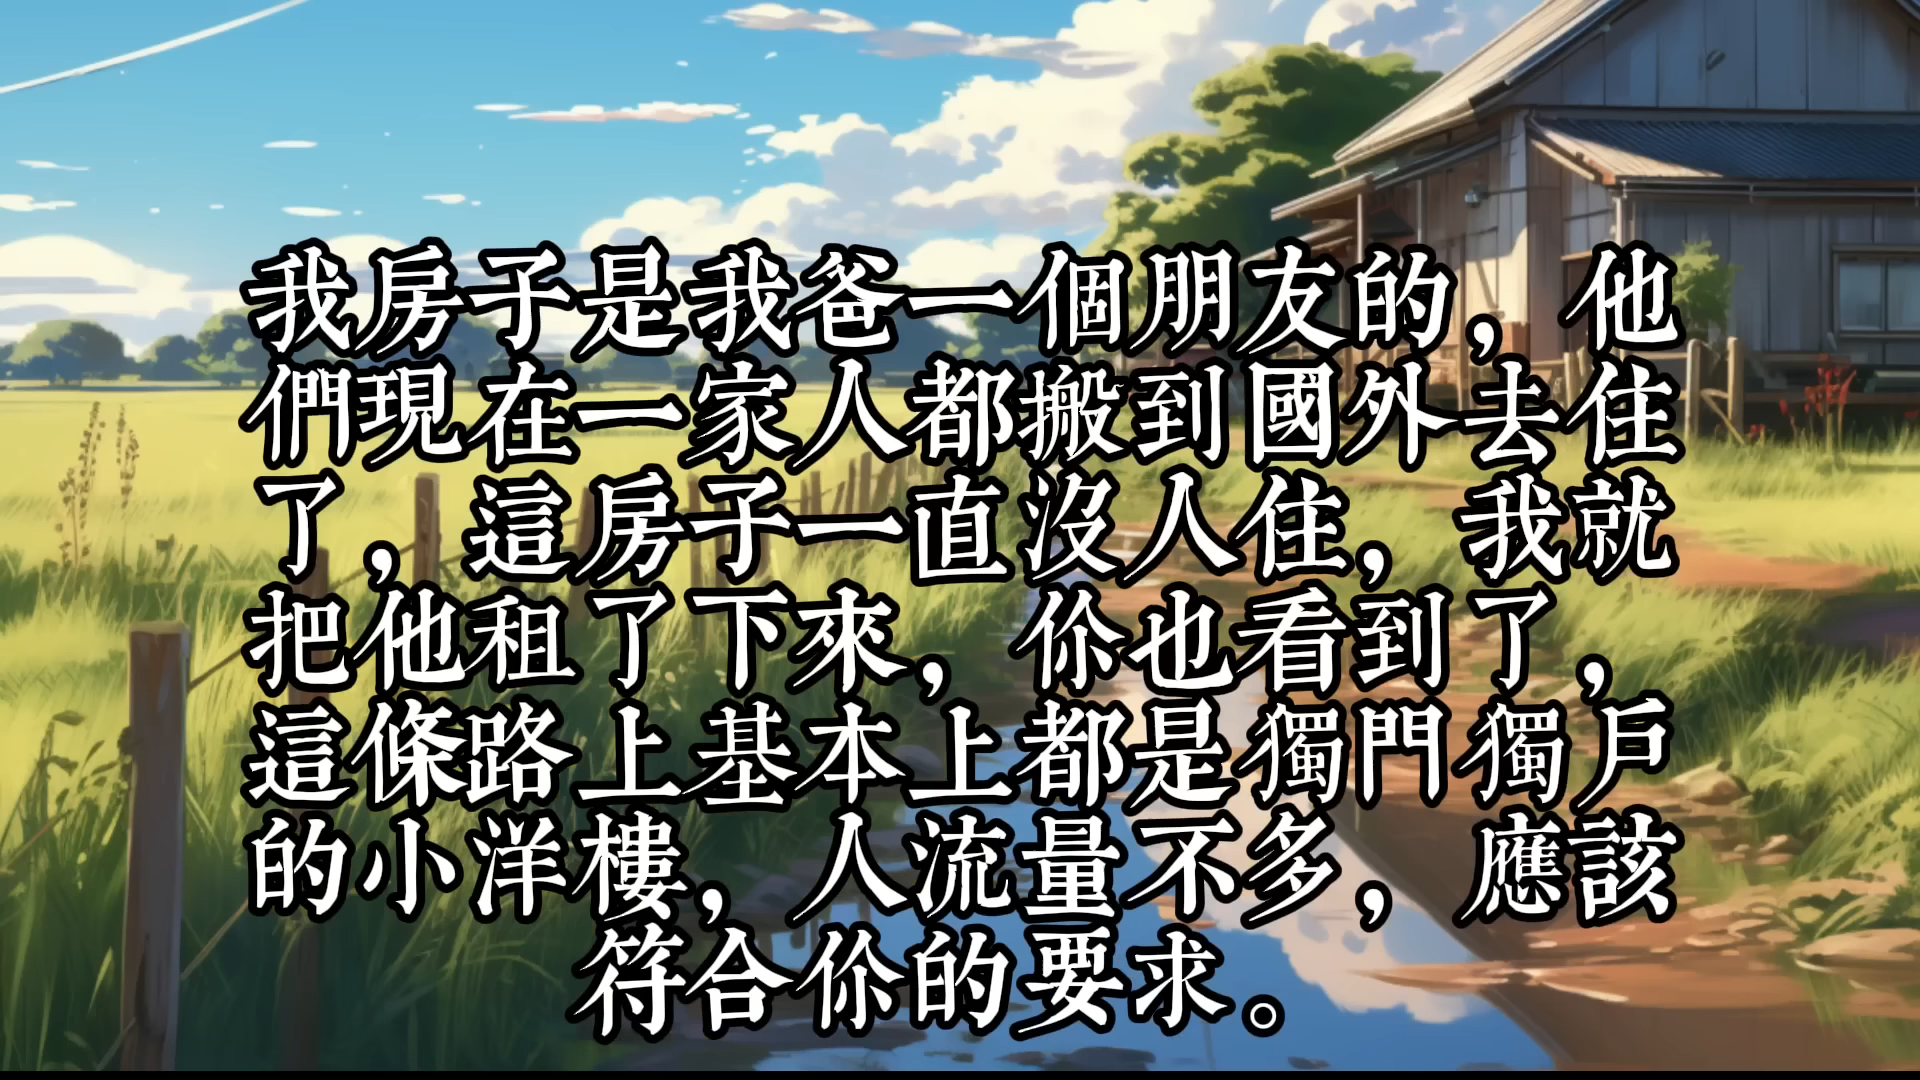 我房子是我爸一個朋友的，他
們現在一家人都搬到國外去住
了，這房子一直沒人住，我就
把他租了下來，你也看到了，
這條路上基本上都是獨門獨戶
的小洋樓，人流量不多，應該
符合你的要求。